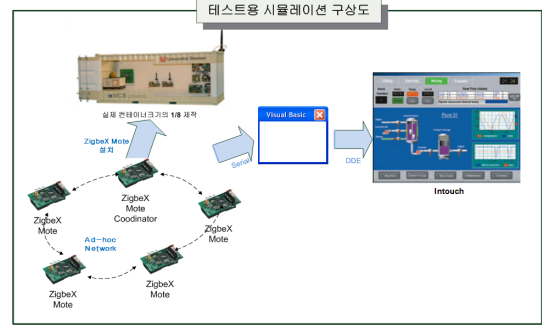 테스트용 시뮬레이션 구상도
실제 컨테이너크기의 1/8 제작
ZigbeX Mote
설치
Visual Basic
Serial
DDE
Intouch
ZigbeX
Mote
Coodinator
ZigbeX
Mote
ZigbeX
Mote
Ad-hoc
Network
ZigbeX
Mote
ZigbeX
Mote